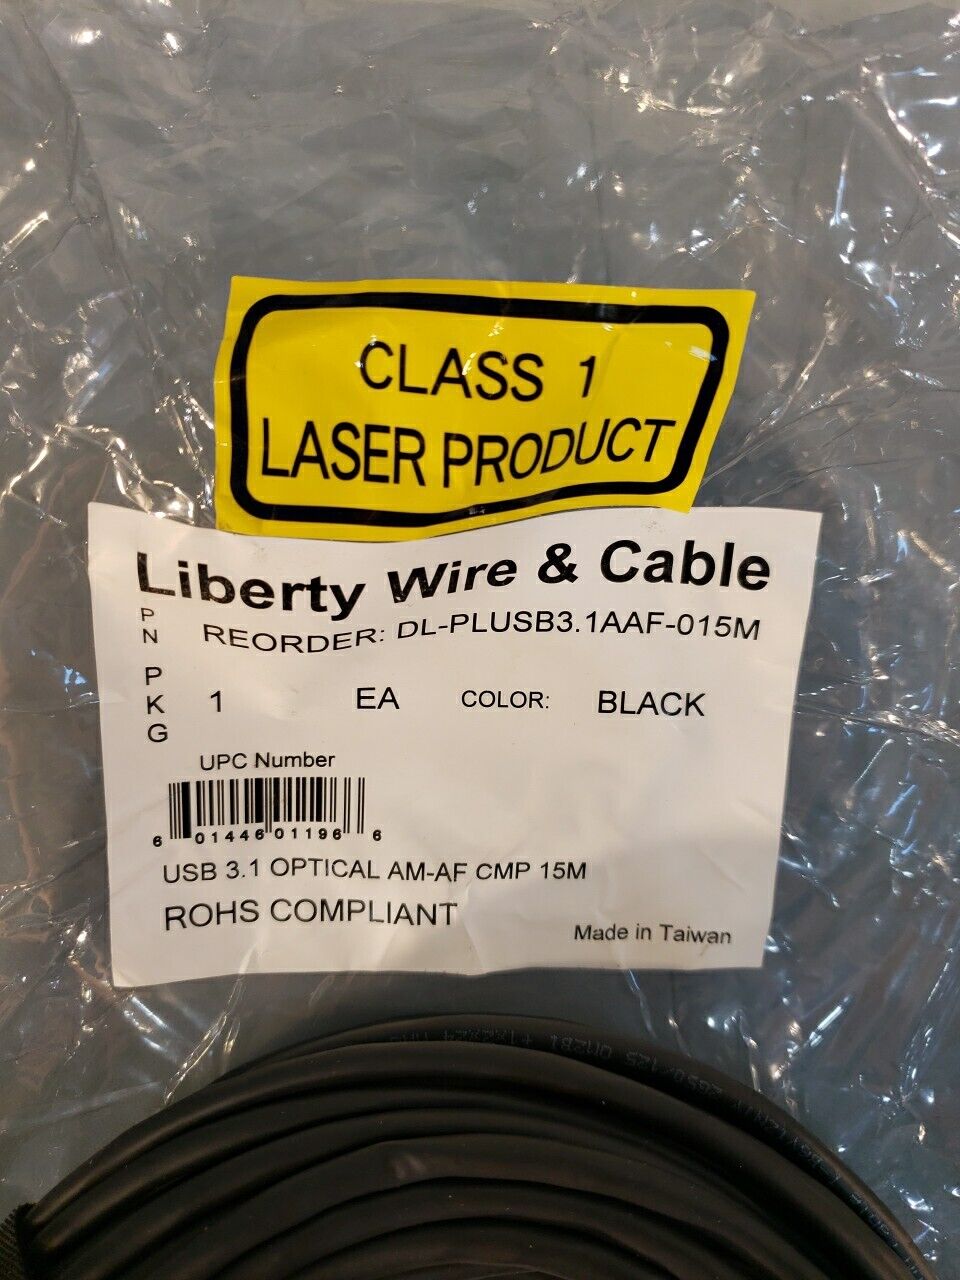 CLASS 1
LASER PRODUCT
Liberty Wire & Cable
PN REORDER: DL-PLUSB3.1AAF-015M
PKG 1 EA COLOR: BLACK
UPC Number
6 01446 01196 6
USB 3.1 OPTICAL AM-AF CMP 15M
ROHS COMPLIANT
Made in Taiwan